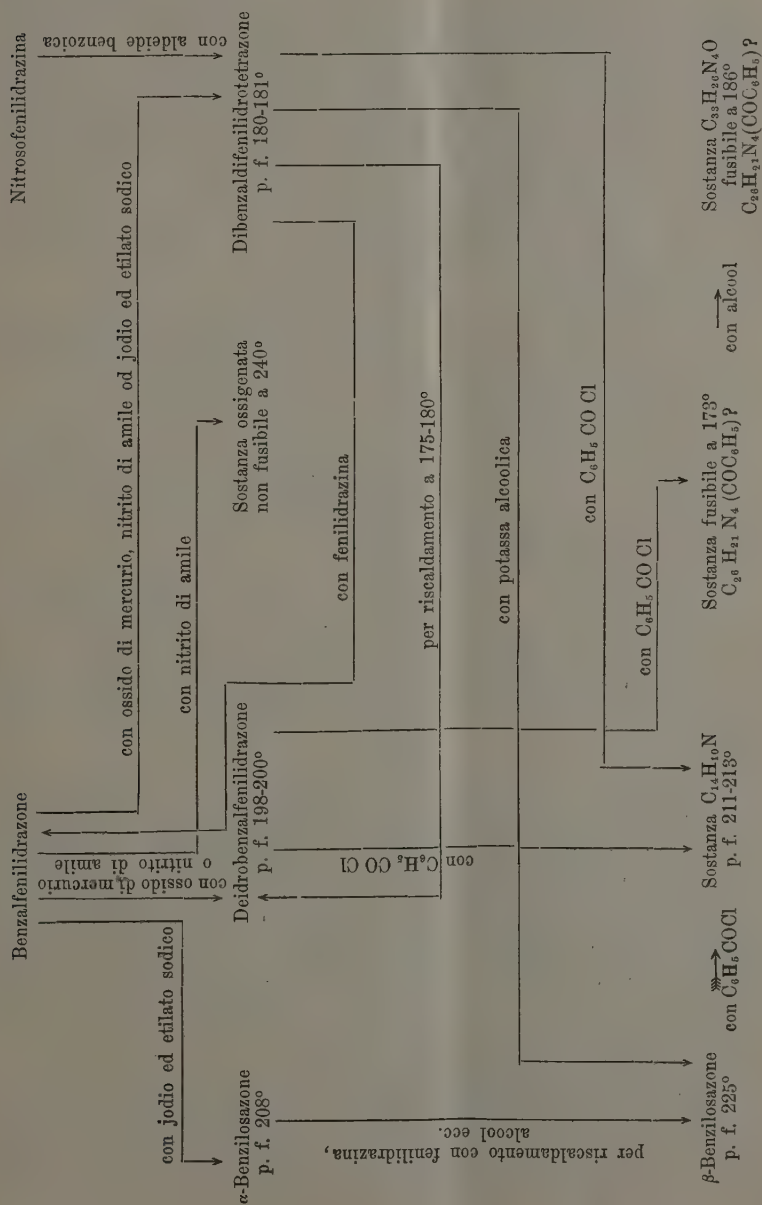 Benzalfenilidrazone
Nitrosofenilidrazina
con jodio ed etilato sodico
con ossido di mercurio
o nitrito di amile
con nitrito di amile
con ossido di mercurio, nitrito di amile od jodio ed etilato sodico
con aldeide benzoica
α-Benzilosazone
p. f. 208°
Deidrobenzalfenilidrazone
p. f. 198-200°
Sostanza ossigenata
non fusibile a 240°
Dibenzaldifenilidrotetrazone
p. f. 180-181°
con fenilidrazina
per riscaldamento a 175-180°
con potassa alcoolica
con C₆H₅ CO Cl
con C₆H₅ CO Cl
con C₆H₅ CO Cl
per riscaldamento con fenilidrazina,
alcool ecc.
β-Benzilosazone
p. f. 225°
con C₆H₅COCl
Sostanza C₁₄H₁₀N
p. f. 211-213°
Sostanza fusibile a 173°
C₂₆ H₂₁ N₄ (COC₆H₅)?
con alcool
Sostanza C₃₃H₂₆N₄O
fusibile a 186°
C₂₆H₂₁N₄(COC₆H₅)?